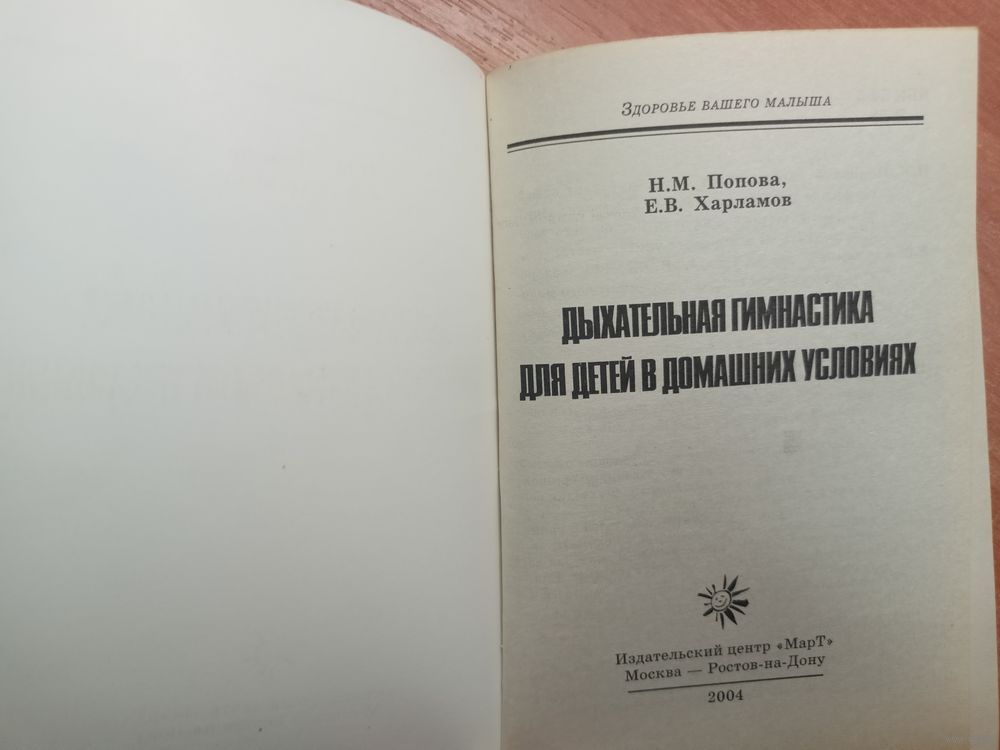 Здоровье вашего малыша
Н.М. Попова,
Е.В. Харламов
ДЫХАТЕЛЬНАЯ ГИМНАСТИКА
ДЛЯ ДЕТЕЙ В ДОМАШНИХ УСЛОВИЯХ
Издательский центр «МарТ»
Москва — Ростов-на-Дону
2004